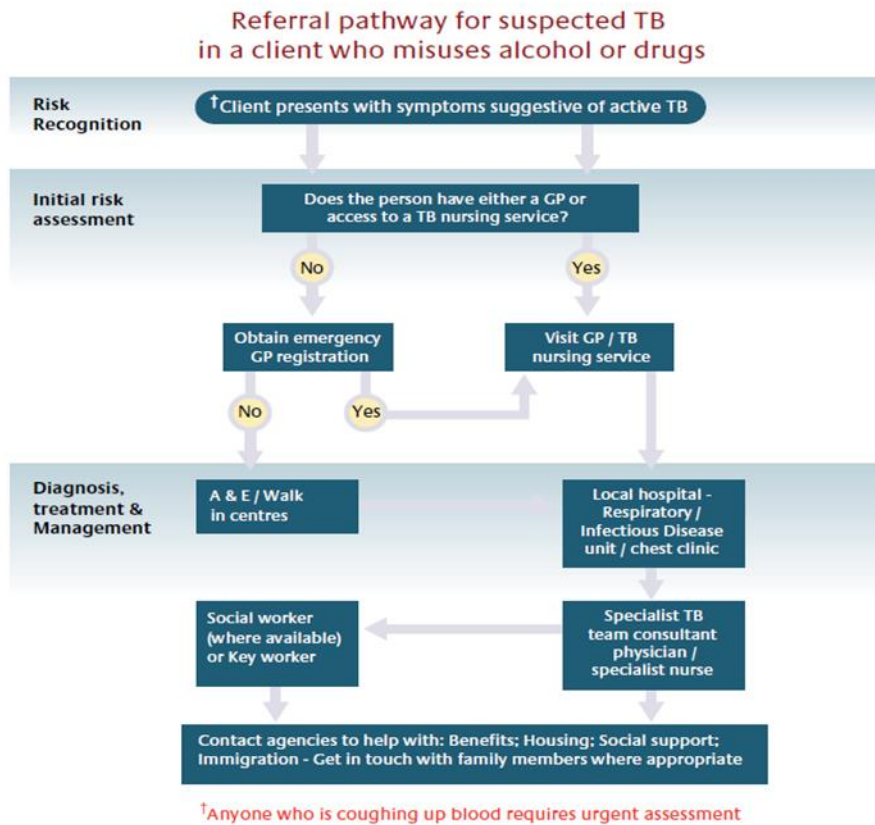 Referral pathway for suspected TB
in a client who misuses alcohol or drugs
Risk
Recognition
†Client presents with symptoms suggestive of active TB
Initial risk
assessment
Does the person have either a GP or
access to a TB nursing service?
No
Yes
Obtain emergency
GP registration
Visit GP / TB
nursing service
No
Yes
Diagnosis,
treatment &
Management
A & E / Walk
in centres
Local hospital -
Respiratory /
Infectious Disease
unit / chest clinic
Social worker
(where available)
or Key worker
Specialist TB
team consultant
physician /
specialist nurse
Contact agencies to help with: Benefits; Housing; Social support;
Immigration - Get in touch with family members where appropriate
†Anyone who is coughing up blood requires urgent assessment